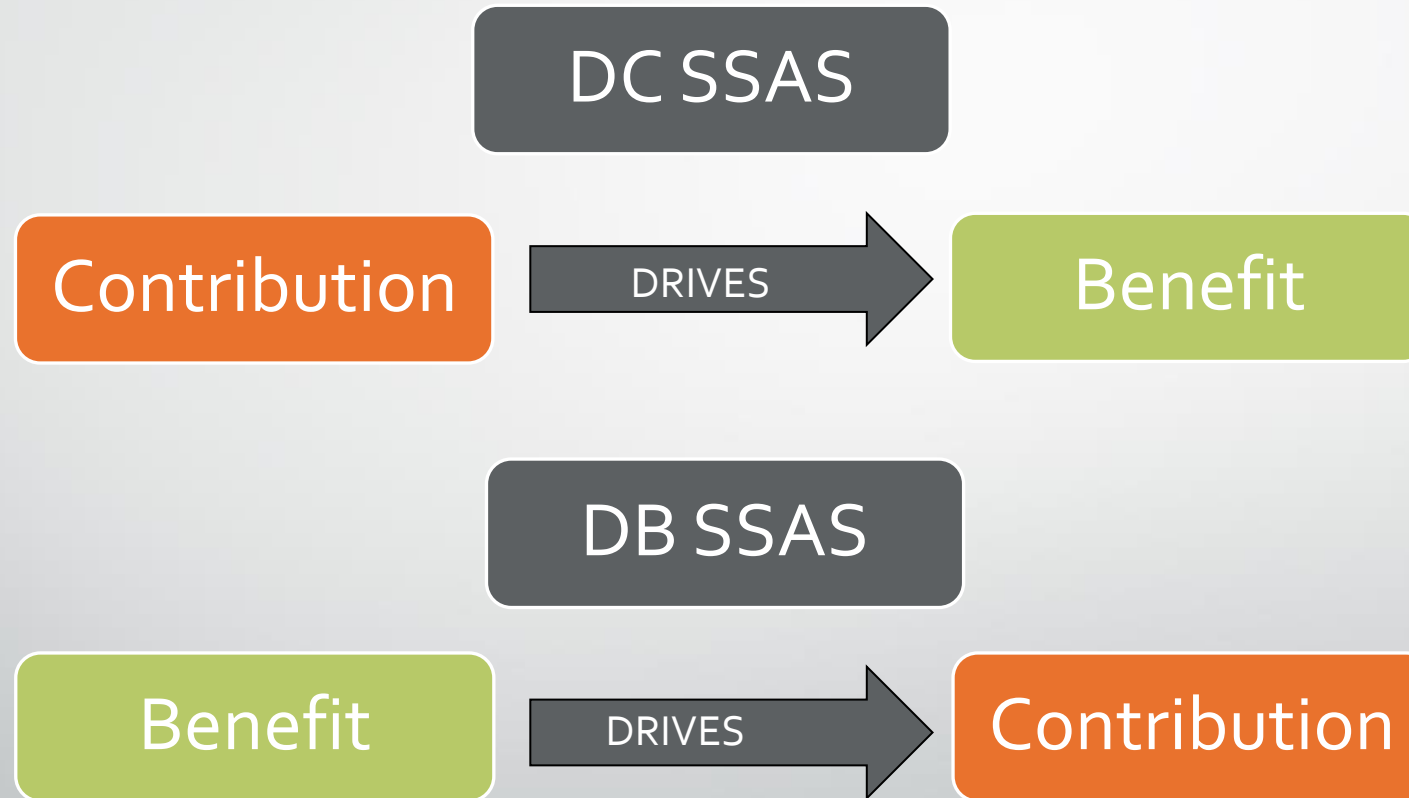 DC SSAS
Contribution
DRIVES
Benefit
DB SSAS
Benefit
DRIVES
Contribution